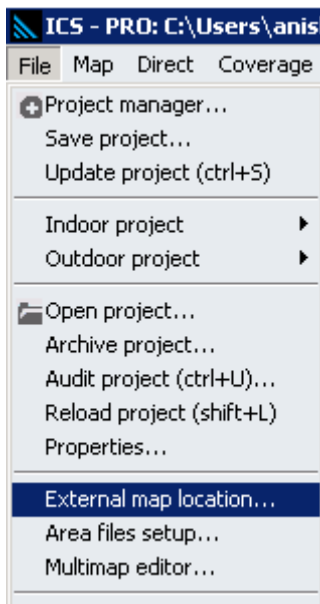 ICS - PRO: C:\Users\anis
File Map Direct Coverage
Project manager...
Save project...
Update project (ctrl+S)
Indoor project
Outdoor project
Open project...
Archive project...
Audit project (ctrl+U)...
Reload project (shift+L)
Properties...
External map location...
Area files setup...
Multimap editor...